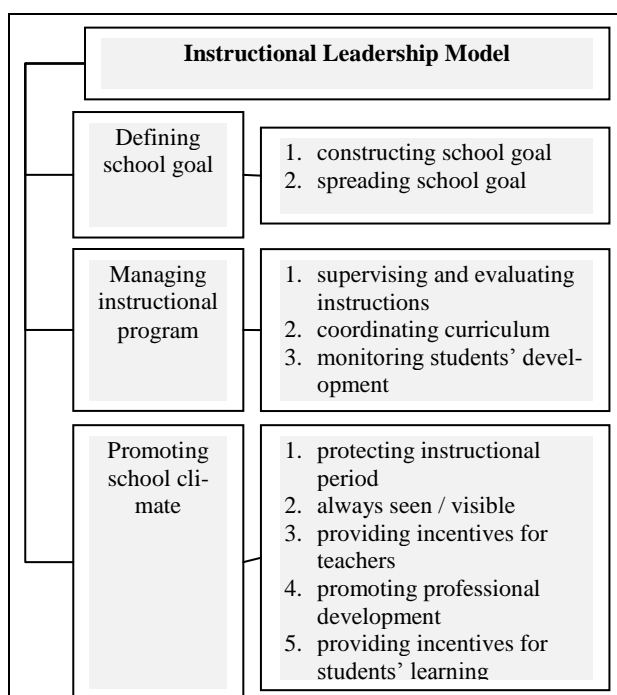 Instructional Leadership Model
Defining
school goal
1. constructing school goal
2. spreading school goal
Managing
instructional
program
1. supervising and evaluating
instructions
2. coordinating curriculum
3. monitoring students’ devel-
opment
Promoting
school cli-
mate
1. protecting instructional
period
2. always seen / visible
3. providing incentives for
teachers
4. promoting professional
development
5. providing incentives for
students’ learning